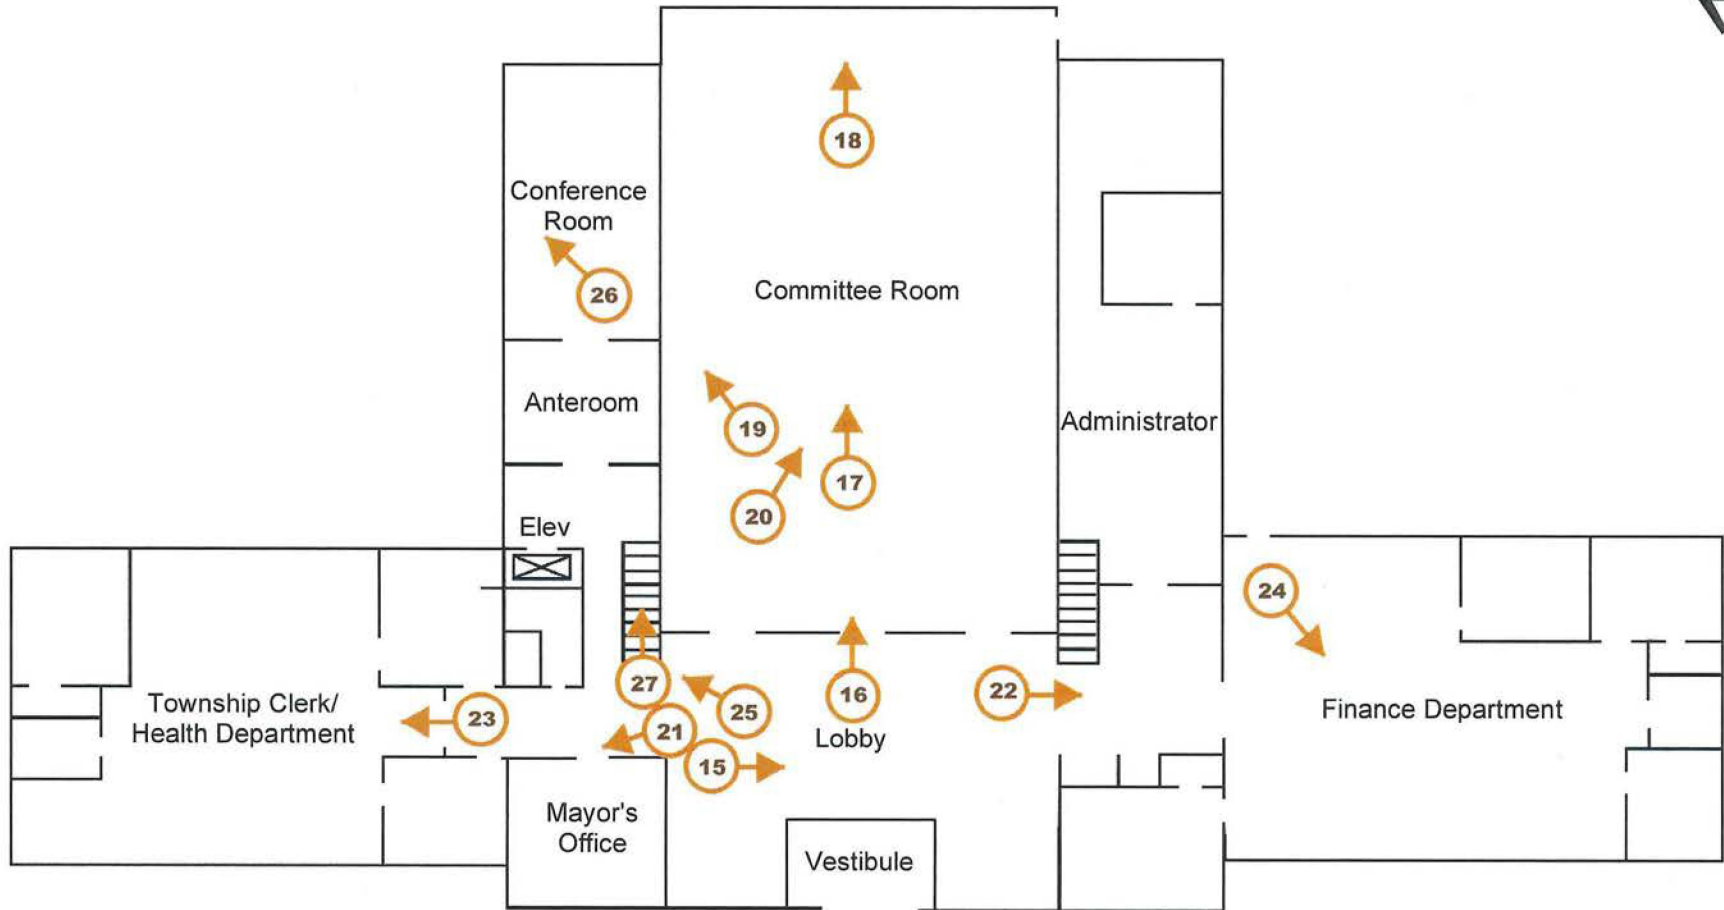 18
Conference
Room
26
Committee Room
Anteroom
19
Administrator
17
20
Elev
24
27
22
16
25
Township Clerk/
Health Department
23
21
Lobby
Finance Department
15
Mayor's
Office
Vestibule